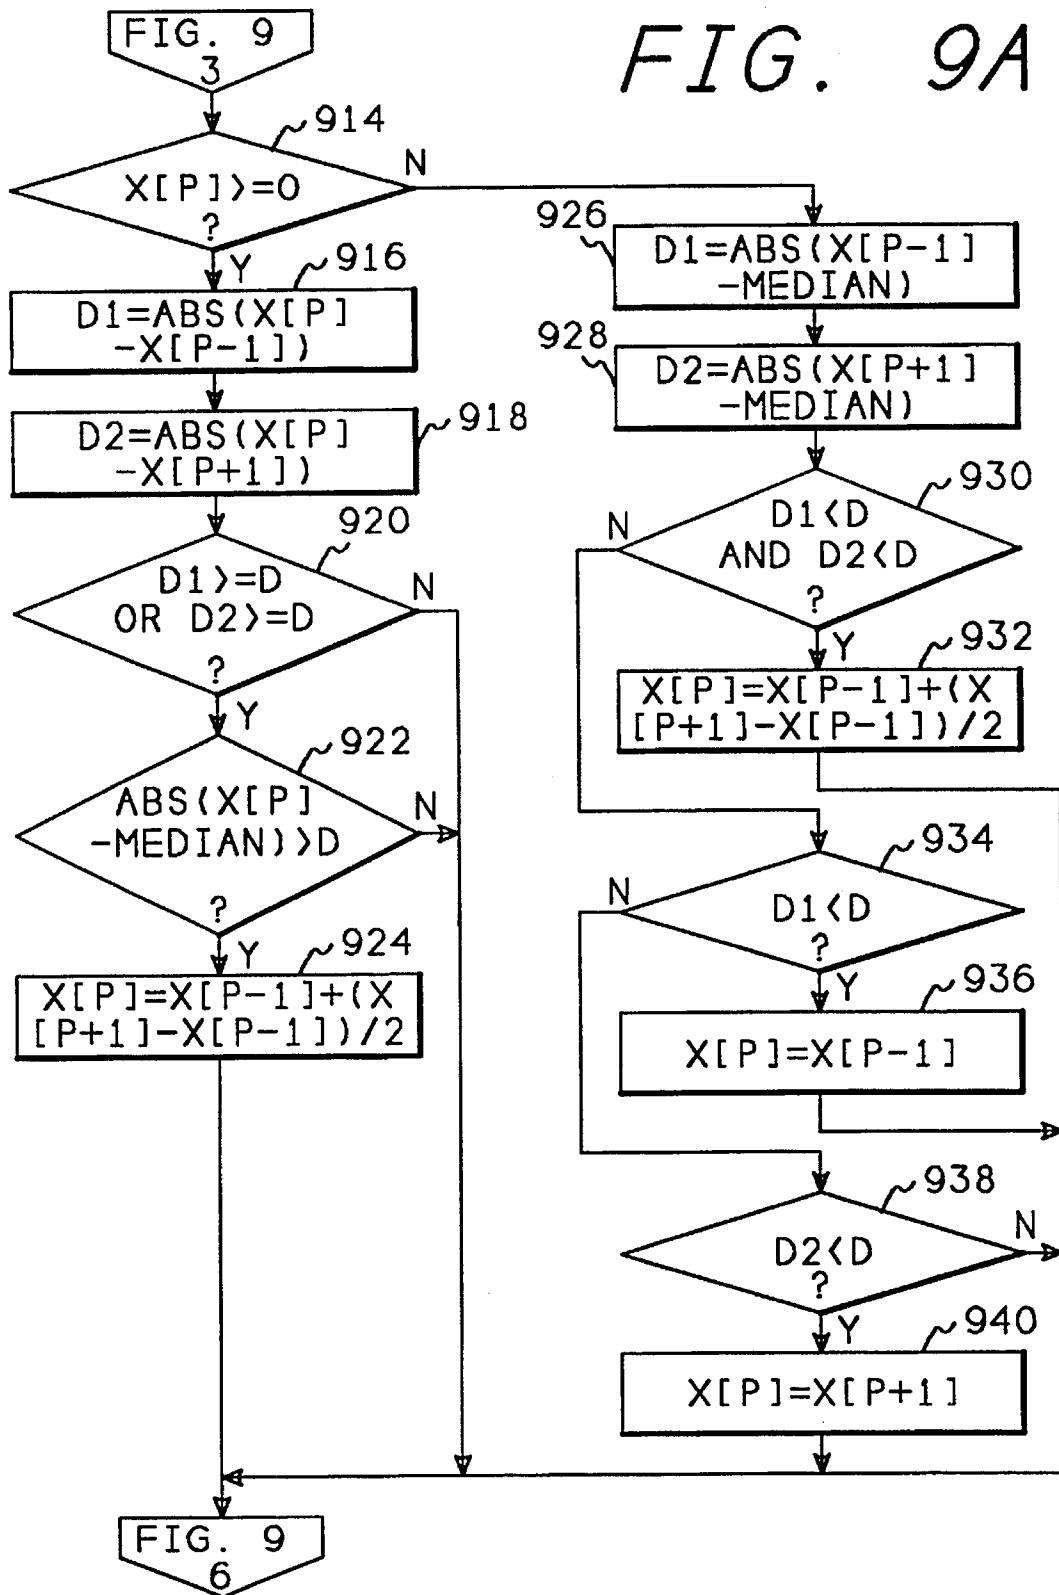 FIG. 9A
FIG. 9
3
914
X[P]>=0
?
N
Y
916
D1=ABS(X[P]
-X[P-1])
918
D2=ABS(X[P]
-X[P+1])
920
D1>=D
OR D2>=D
?
N
Y
922
ABS(X[P]
-MEDIAN)>D
?
N
Y
924
X[P]=X[P-1]+(X
[P+1]-X[P-1])/2
926
D1=ABS(X[P-1]
-MEDIAN)
928
D2=ABS(X[P+1]
-MEDIAN)
930
D1<D
AND D2<D
?
N
Y
932
X[P]=X[P-1]+(X
[P+1]-X[P-1])/2
934
D1<D
?
N
Y
936
X[P]=X[P-1]
938
D2<D
?
N
Y
940
X[P]=X[P+1]
FIG. 9
6